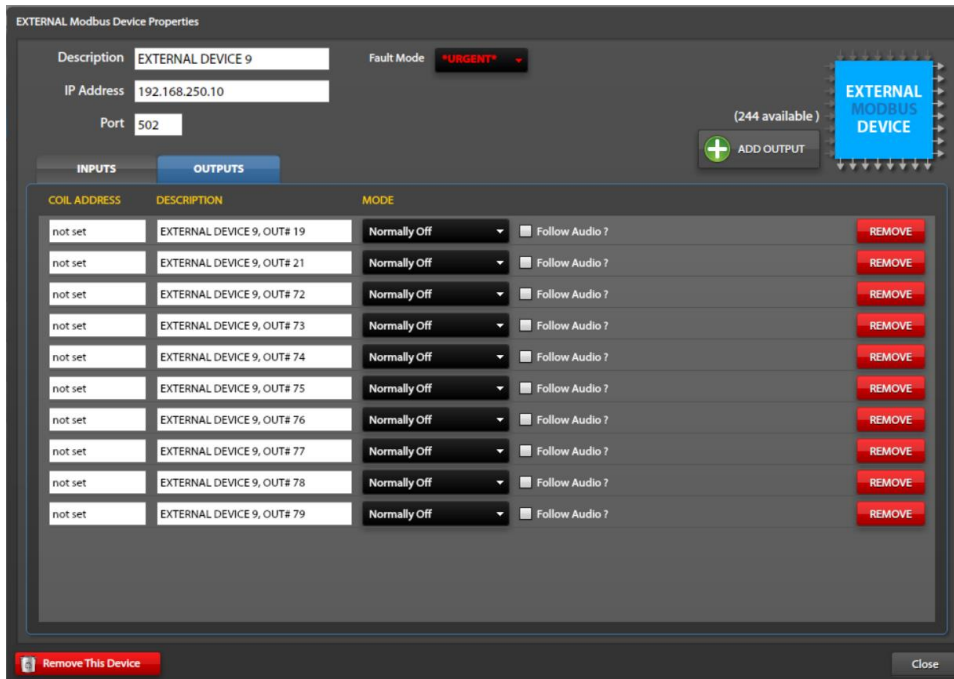 EXTERNAL Modbus Device Properties
Description EXTERNAL DEVICE 9 Fault Mode *URGENT*
IP Address 192.168.250.10
Port 502
(244 available )
ADD OUTPUT
EXTERNAL
MODBUS
DEVICE
INPUTS OUTPUTS
COIL ADDRESS DESCRIPTION MODE
not set EXTERNAL DEVICE 9, OUT# 19 Normally Off Follow Audio ? REMOVE
not set EXTERNAL DEVICE 9, OUT# 21 Normally Off Follow Audio ? REMOVE
not set EXTERNAL DEVICE 9, OUT# 72 Normally Off Follow Audio ? REMOVE
not set EXTERNAL DEVICE 9, OUT# 73 Normally Off Follow Audio ? REMOVE
not set EXTERNAL DEVICE 9, OUT# 74 Normally Off Follow Audio ? REMOVE
not set EXTERNAL DEVICE 9, OUT# 75 Normally Off Follow Audio ? REMOVE
not set EXTERNAL DEVICE 9, OUT# 76 Normally Off Follow Audio ? REMOVE
not set EXTERNAL DEVICE 9, OUT# 77 Normally Off Follow Audio ? REMOVE
not set EXTERNAL DEVICE 9, OUT# 78 Normally Off Follow Audio ? REMOVE
not set EXTERNAL DEVICE 9, OUT# 79 Normally Off Follow Audio ? REMOVE
Remove This Device Close